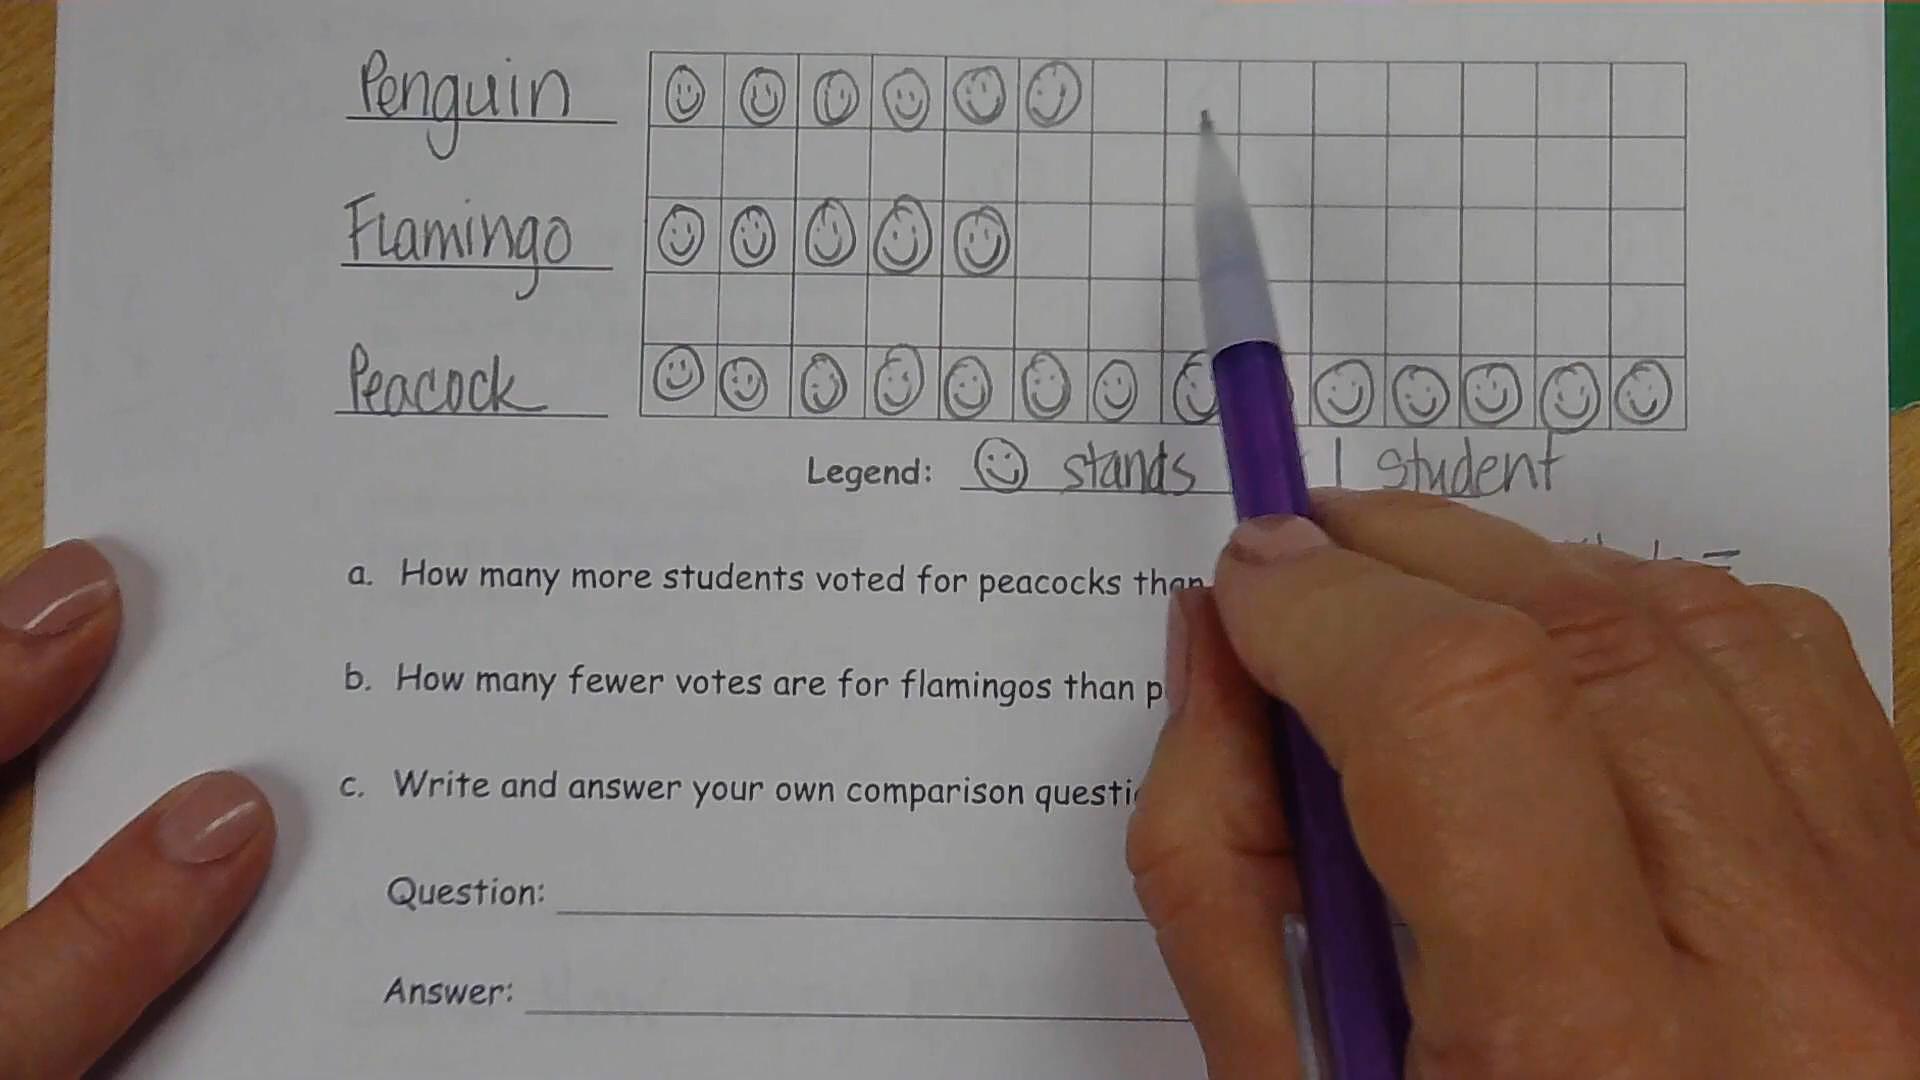 Penguin
Flamingo
Peacock
Legend: stands 1 student
a. How many more students voted for peacocks than
b. How many fewer votes are for flamingos than
c. Write and answer your own comparison
Question:
Answer: